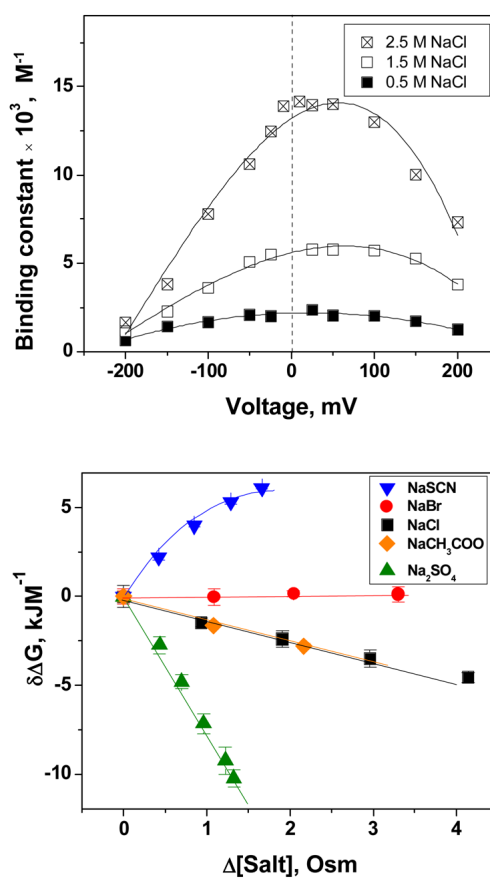 2.5 M NaCl
1.5 M NaCl
0.5 M NaCl
Binding constant × 10³, M⁻¹
15
10
5
0
-200 -100 0 100 200
Voltage, mV
NaSCN
NaBr
NaCl
NaCH₃COO
Na₂SO₄
δΔG, kJM⁻¹
5
0
-5
-10
0 1 2 3 4
Δ[Salt], Osm